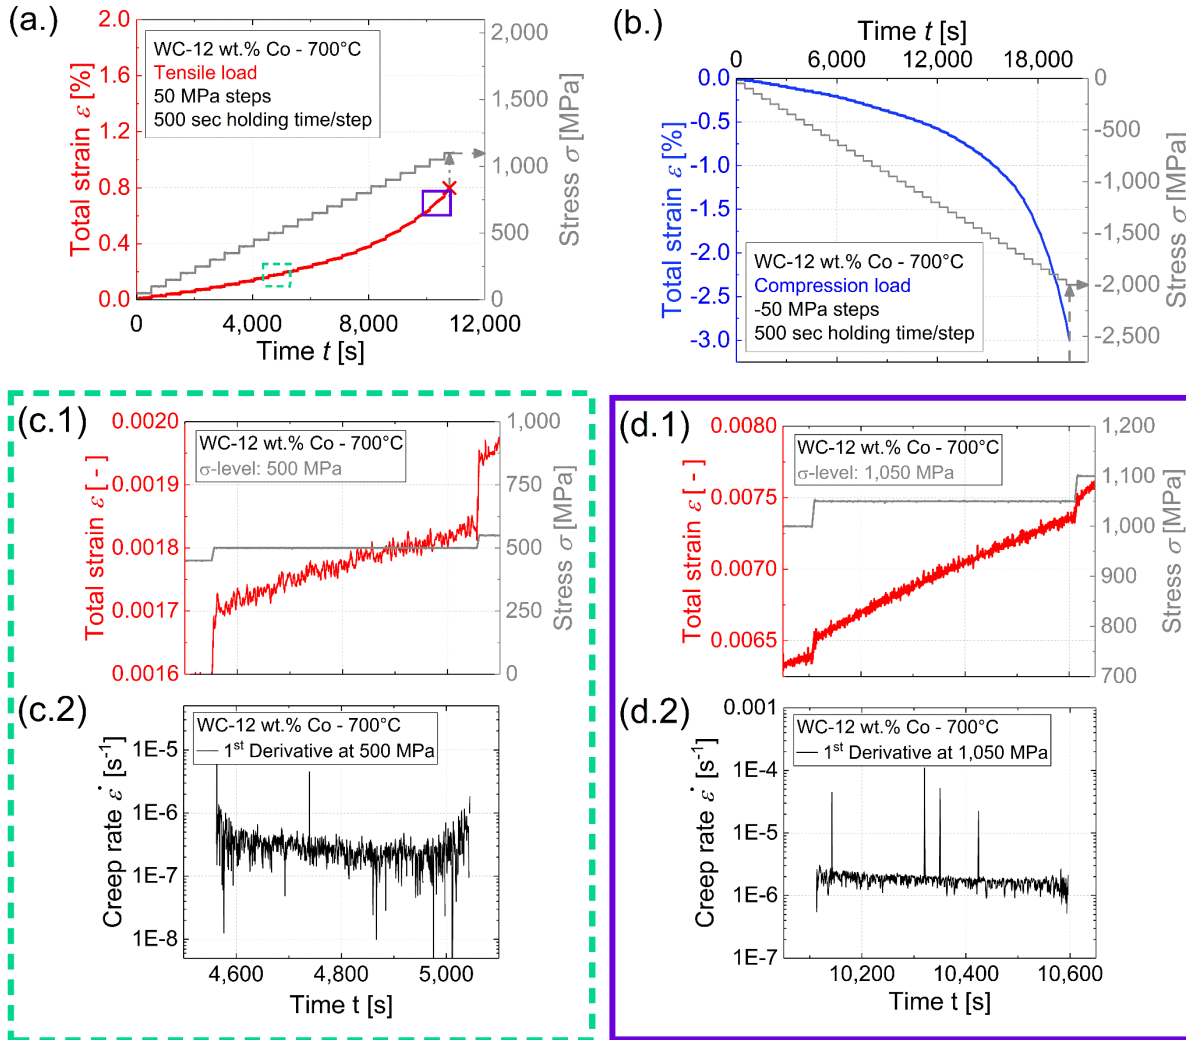 (a.)
2.0
1.6
1.2
0.8
0.4
0.0
Total strain ε [%]
WC-12 wt.% Co - 700°C
Tensile load
50 MPa steps
500 sec holding time/step
2,000
1,500
1,000
500
0
Stress σ [MPa]
0
4,000
8,000
12,000
Time t [s]
(b.)
Time t [s]
0
6,000
12,000
18,000
0.0
-0.5
-1.0
-1.5
-2.0
-2.5
-3.0
Total strain ε [%]
WC-12 wt.% Co - 700°C
Compression load
-50 MPa steps
500 sec holding time/step
0
-500
-1,000
-1,500
-2,000
-2,500
Stress σ [MPa]
(c.1)
0.0020
0.0019
0.0018
0.0017
0.0016
Total strain ε [ - ]
WC-12 wt.% Co - 700°C
σ-level: 500 MPa
1,000
750
500
250
0
Stress σ [MPa]
(c.2)
1E-5
1E-6
1E-7
1E-8
Creep rate ε̇ [s⁻¹]
WC-12 wt.% Co - 700°C
1ˢᵗ Derivative at 500 MPa
4,600
4,800
5,000
Time t [s]
(d.1)
0.0080
0.0075
0.0070
0.0065
Total strain ε [ - ]
WC-12 wt.% Co - 700°C
σ-level: 1,050 MPa
1,200
1,100
1,000
900
800
700
Stress σ [MPa]
(d.2)
0.001
1E-4
1E-5
1E-6
1E-7
Creep rate ε̇ [s⁻¹]
WC-12 wt.% Co - 700°C
1ˢᵗ Derivative at 1,050 MPa
10,200
10,400
10,600
Time t [s]